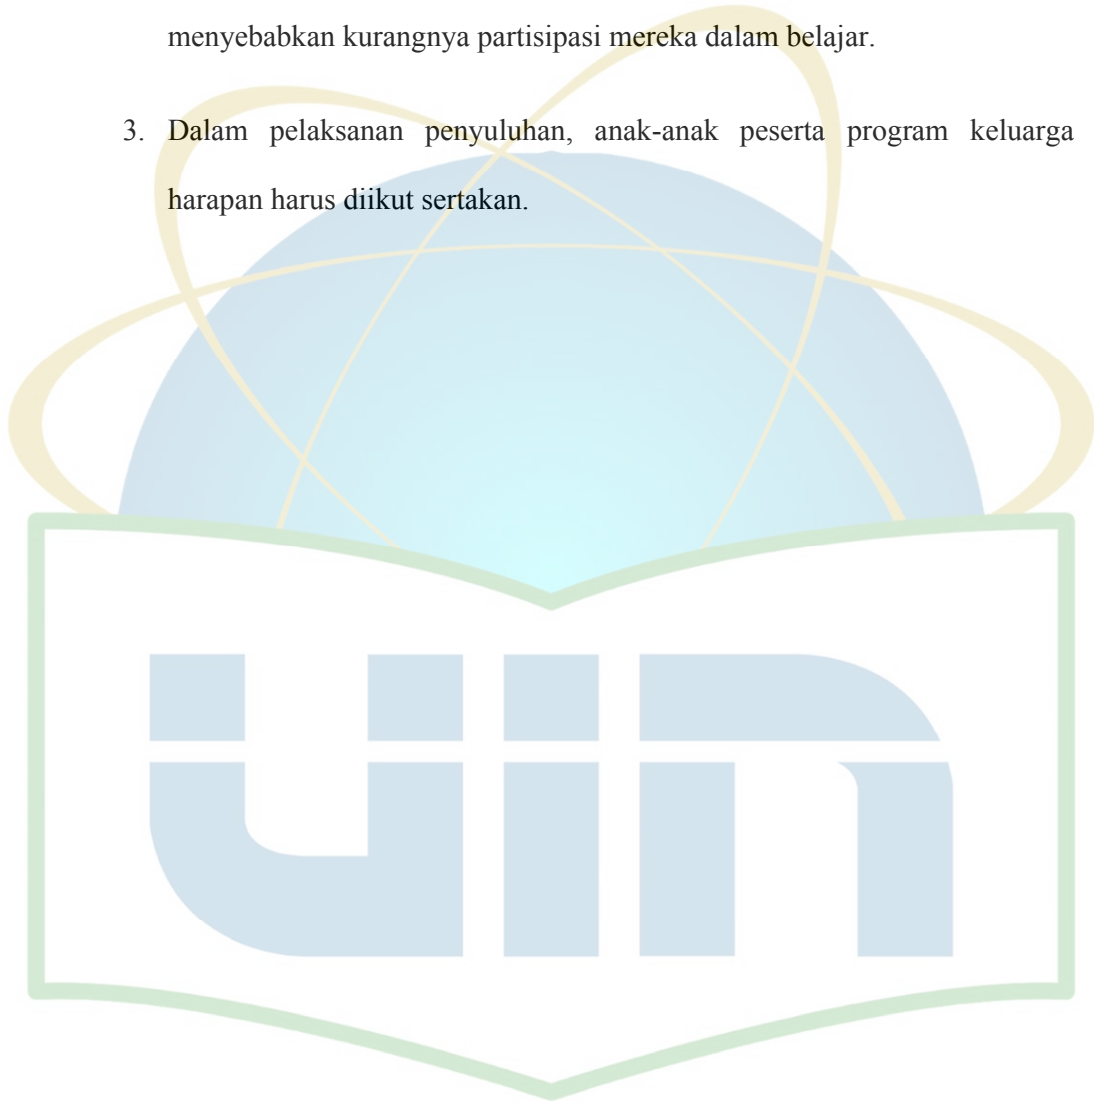 menyebabkan kurangnya partisipasi mereka dalam belajar.
3. Dalam pelaksanan penyuluhan, anak-anak peserta program keluarga
harapan harus diikut sertakan.
uin